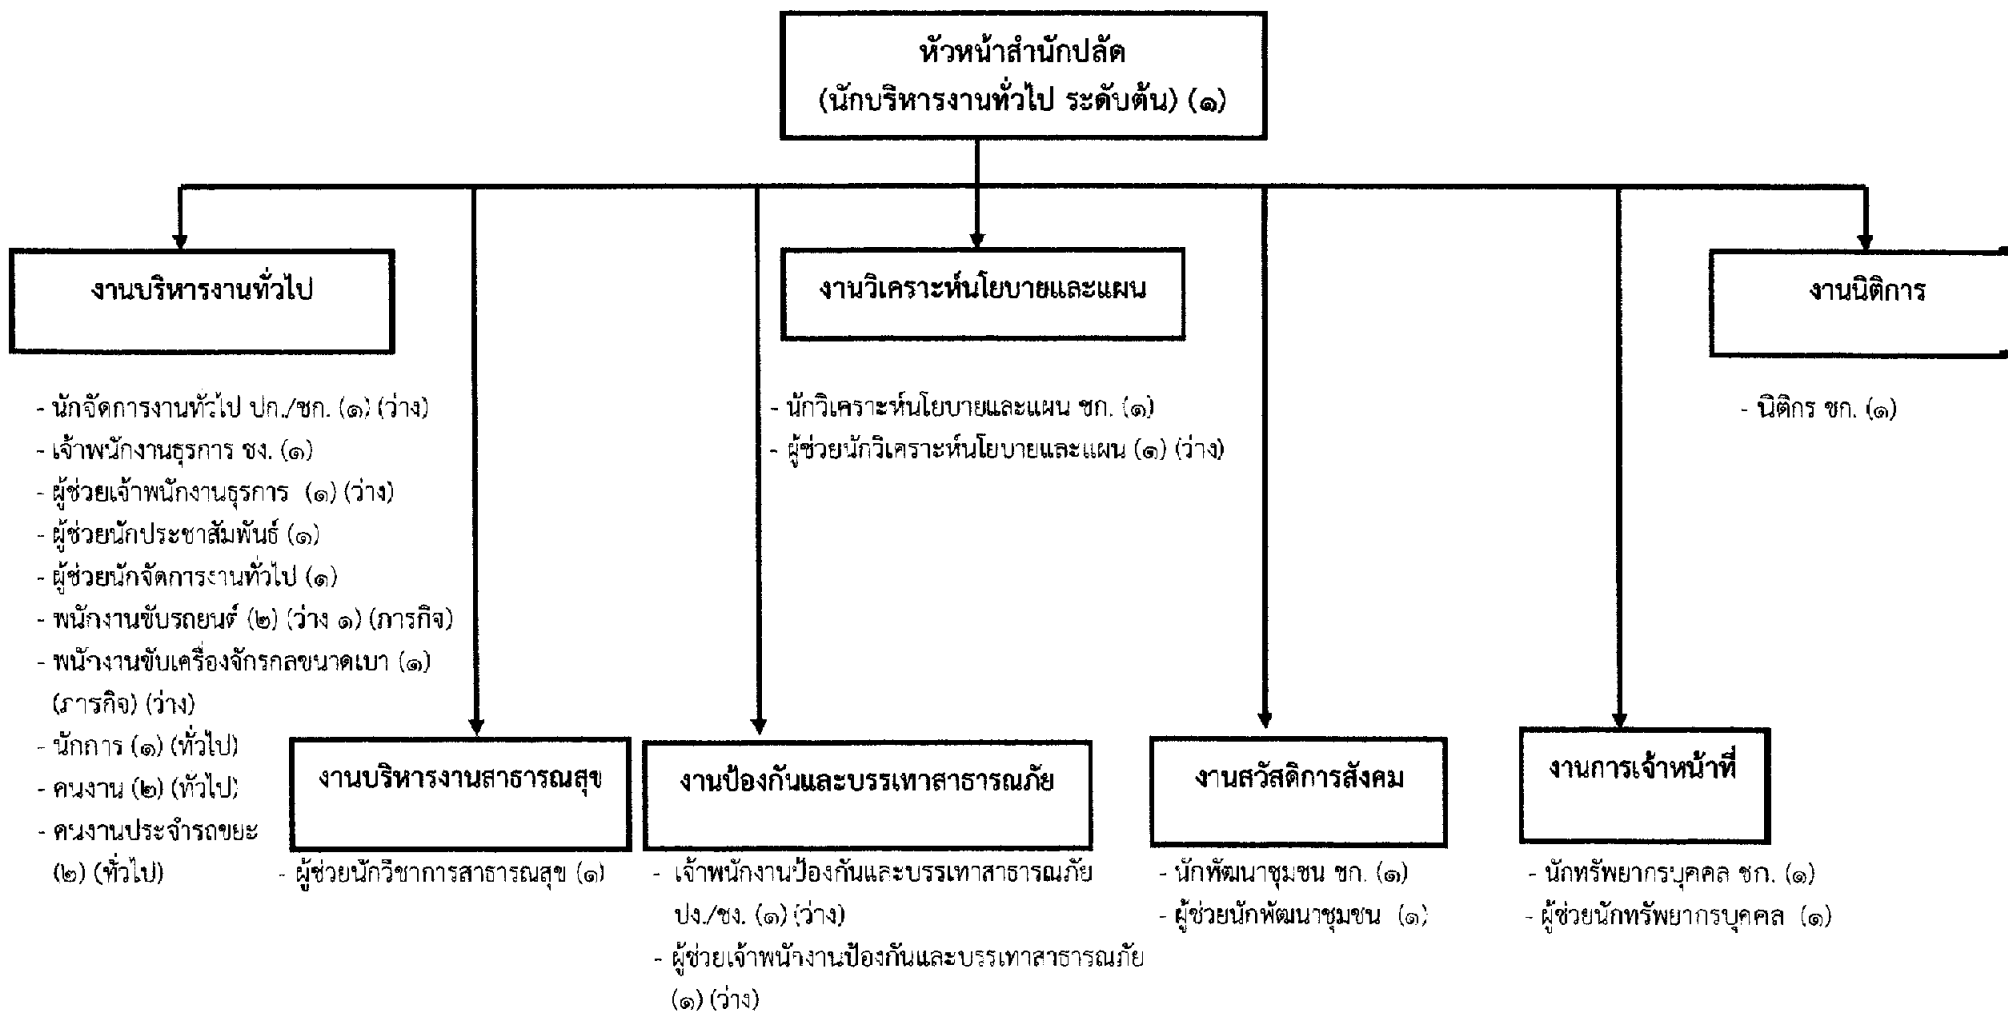 หัวหน้าสำนักปลัด
(นักบริหารงานทั่วไป ระดับต้น) (๑)
งานบริหารงานทั่วไป
- นักจัดการงานทั่วไป ปก./ชก. (๑) (ว่าง)
- เจ้าพนักงานธุรการ ชง. (๑)
- ผู้ช่วยเจ้าพนักงานธุรการ (๑) (ว่าง)
- ผู้ช่วยนักประชาสัมพันธ์ (๑)
- ผู้ช่วยนักจัดการงานทั่วไป (๑)
- พนักงานขับรถยนต์ (๒) (ว่าง ๑) (ภารกิจ)
- พนักงานขับเครื่องจักรกลขนาดเบา (๑)
(ภารกิจ) (ว่าง)
- นักการ (๑) (ทั่วไป)
- คนงาน (๒) (ทั่วไป)
- คนงานประจำรถขยะ
(๒) (ทั่วไป)
งานวิเคราะห์นโยบายและแผน
- นักวิเคราะห์นโยบายและแผน ชก. (๑)
- ผู้ช่วยนักวิเคราะห์นโยบายและแผน (๑) (ว่าง)
งานนิติการ
- นิติกร ชก. (๑)
งานบริหารงานสาธารณสุข
- ผู้ช่วยนักวิชาการสาธารณสุข (๑)
งานป้องกันและบรรเทาสาธารณภัย
- เจ้าพนักงานป้องกันและบรรเทาสาธารณภัย
ปง./ชง. (๑) (ว่าง)
- ผู้ช่วยเจ้าพนักงานป้องกันและบรรเทาสาธารณภัย
(๑) (ว่าง)
งานสวัสดิการสังคม
- นักพัฒนาชุมชน ชก. (๑)
- ผู้ช่วยนักพัฒนาชุมชน (๑)
งานการเจ้าหน้าที่
- นักทรัพยากรบุคคล ชก. (๑)
- ผู้ช่วยนักทรัพยากรบุคคล (๑)